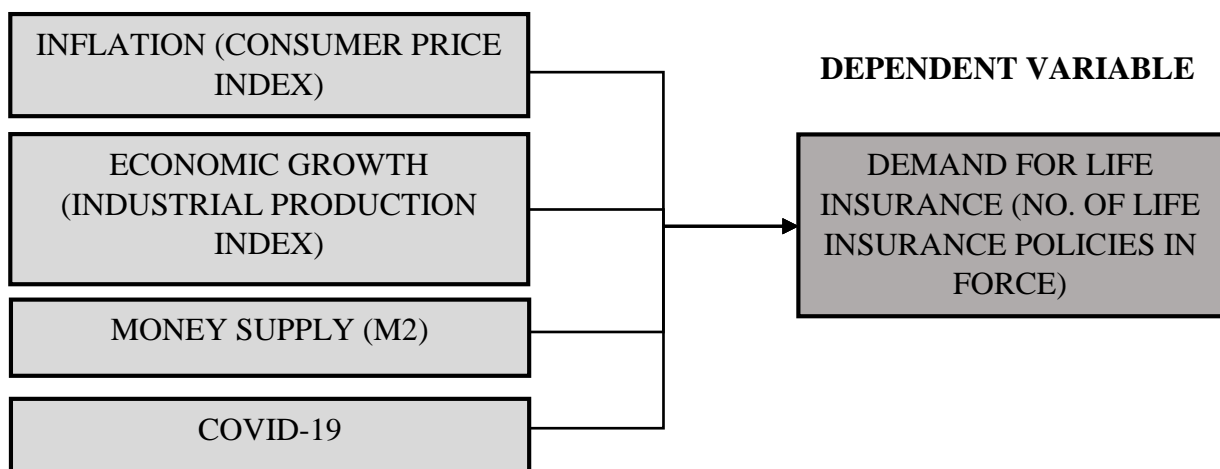 INFLATION (CONSUMER PRICE
INDEX)
ECONOMIC GROWTH
(INDUSTRIAL PRODUCTION
INDEX)
MONEY SUPPLY (M2)
COVID-19
DEPENDENT VARIABLE
DEMAND FOR LIFE
INSURANCE (NO. OF LIFE
INSURANCE POLICIES IN
FORCE)